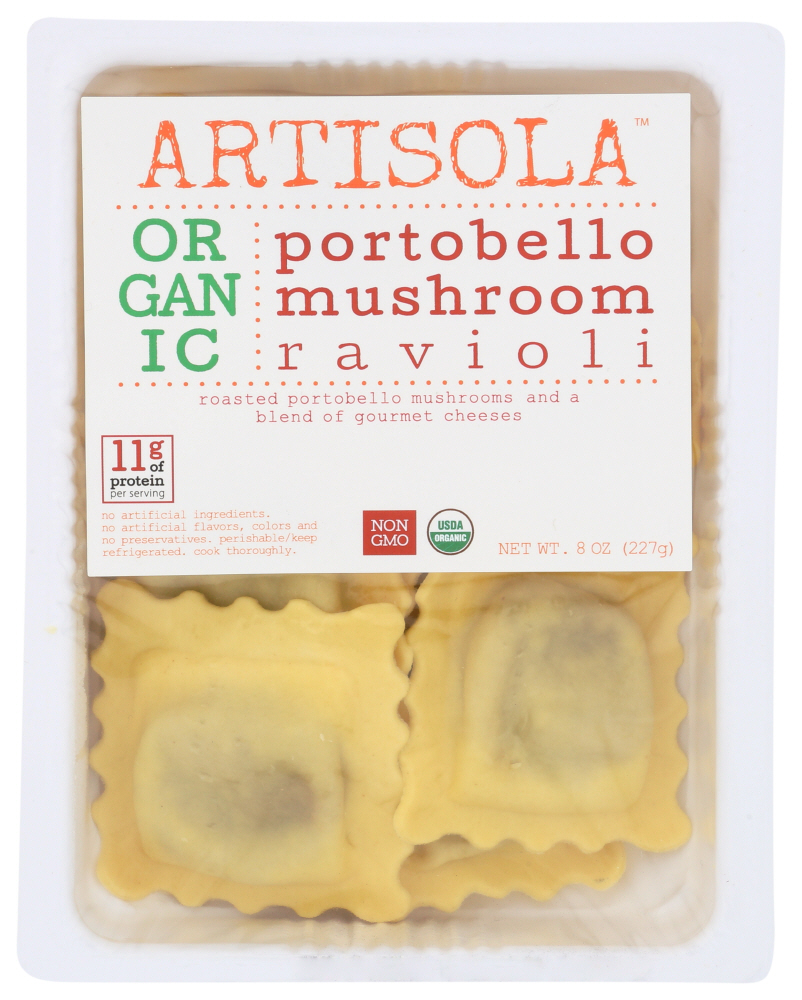 ARTISOLA™
OR
GAN
IC
portobello
mushroom
ravioli
roasted portobello mushrooms and a
blend of gourmet cheeses
11g
of
protein
per serving
no artificial ingredients.
no artificial flavors, colors and
no preservatives. perishable/keep
refrigerated. cook thoroughly.
NON
GMO
USDA
ORGANIC
NET WT. 8 OZ (227g)